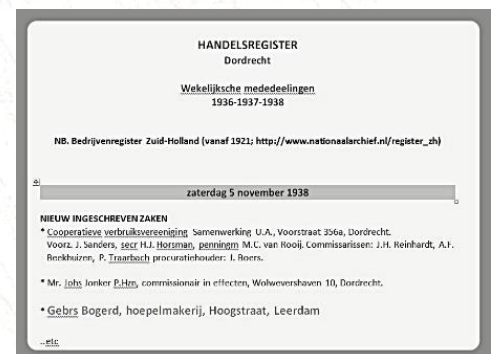 HANDELSREGISTER
Dordrecht
Wekelijksche mededeelingen
1936-1937-1938
NB. Bedrijvenregister Zuid-Holland (vanaf 1921; http://www.nationaalarchief.nl/register_zh)
zaterdag 5 november 1938
NIEUW INGESCHREVEN ZAKEN
* Cooperatieve verbruiksvereeniging Samenwerking U.A., Voorstraat 356a, Dordrecht.
Voorz. J. Sanders, secr H.J. Horsman, penningm M.C. van Rooij. Commissarissen: J.H. Reinhardt, A.F.
Beekhuizen, P. Traarbach procuratiehouder: J. Boers.
* Mr. Johs Jonker P.Hzn, commissionair in effecten, Wolwevershaven 10, Dordrecht.
* Gebrs Bogerd, hoepelmakerij, Hoogstraat, Leerdam
..etc